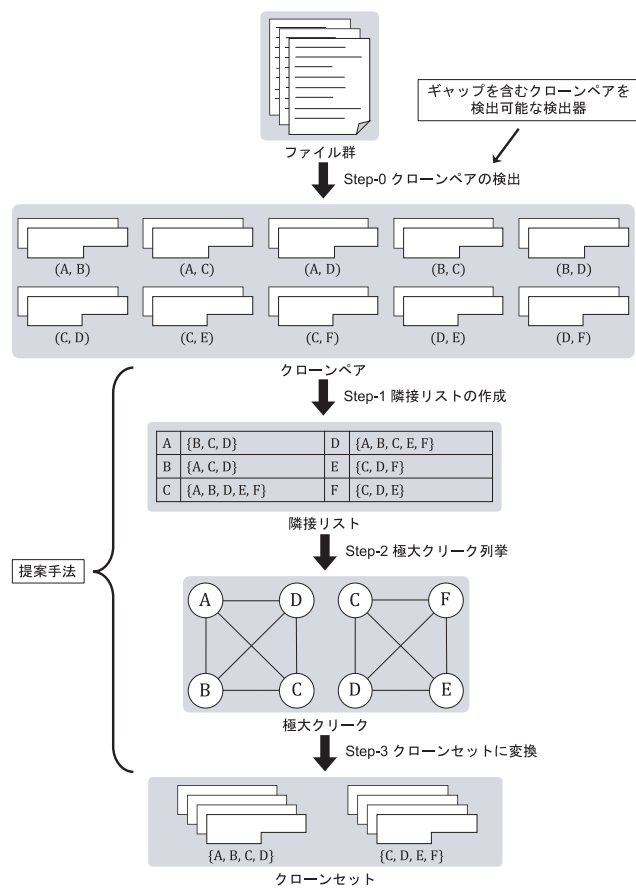 ギャップを含むクローンペアを
検出可能な検出器
ファイル群
Step-0 クローンペアの検出
(A, B) (A, C) (A, D) (B, C) (B, D)
(C, D) (C, E) (C, F) (D, E) (D, F)
クローンペア
Step-1 隣接リストの作成
A {B, C, D} D {A, B, C, E, F}
B {A, C, D} E {C, D, F}
C {A, B, D, E, F} F {C, D, E}
隣接リスト
Step-2 極大クリーク列挙
提案手法
A D C F
B C D E
極大クリーク
Step-3 クローンセットに変換
{A, B, C, D} {C, D, E, F}
クローンセット